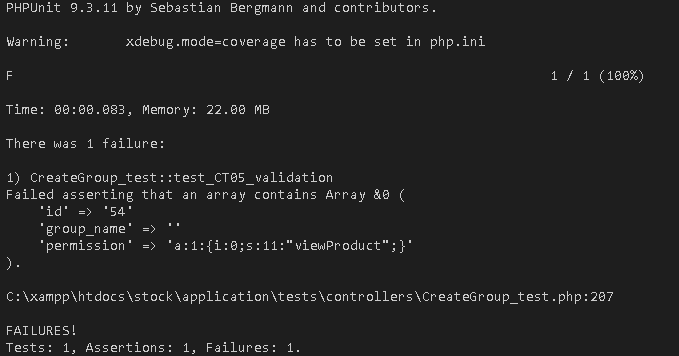 PHPUnit 9.3.11 by Sebastian Bergmann and contributors.
Warning: xdebug.mode=coverage has to be set in php.ini
F 1 / 1 (100%)
Time: 00:00.083, Memory: 22.00 MB
There was 1 failure:
1) CreateGroup_test::test_CT05_validation
Failed asserting that an array contains Array &0 (
'id' => '54'
'group_name' => ''
'permission' => 'a:1:{i:0;s:11:"viewProduct";}'
).
C:\xampp\htdocs\stock\application\tests\controllers\CreateGroup_test.php:207
FAILURES!
Tests: 1, Assertions: 1, Failures: 1.